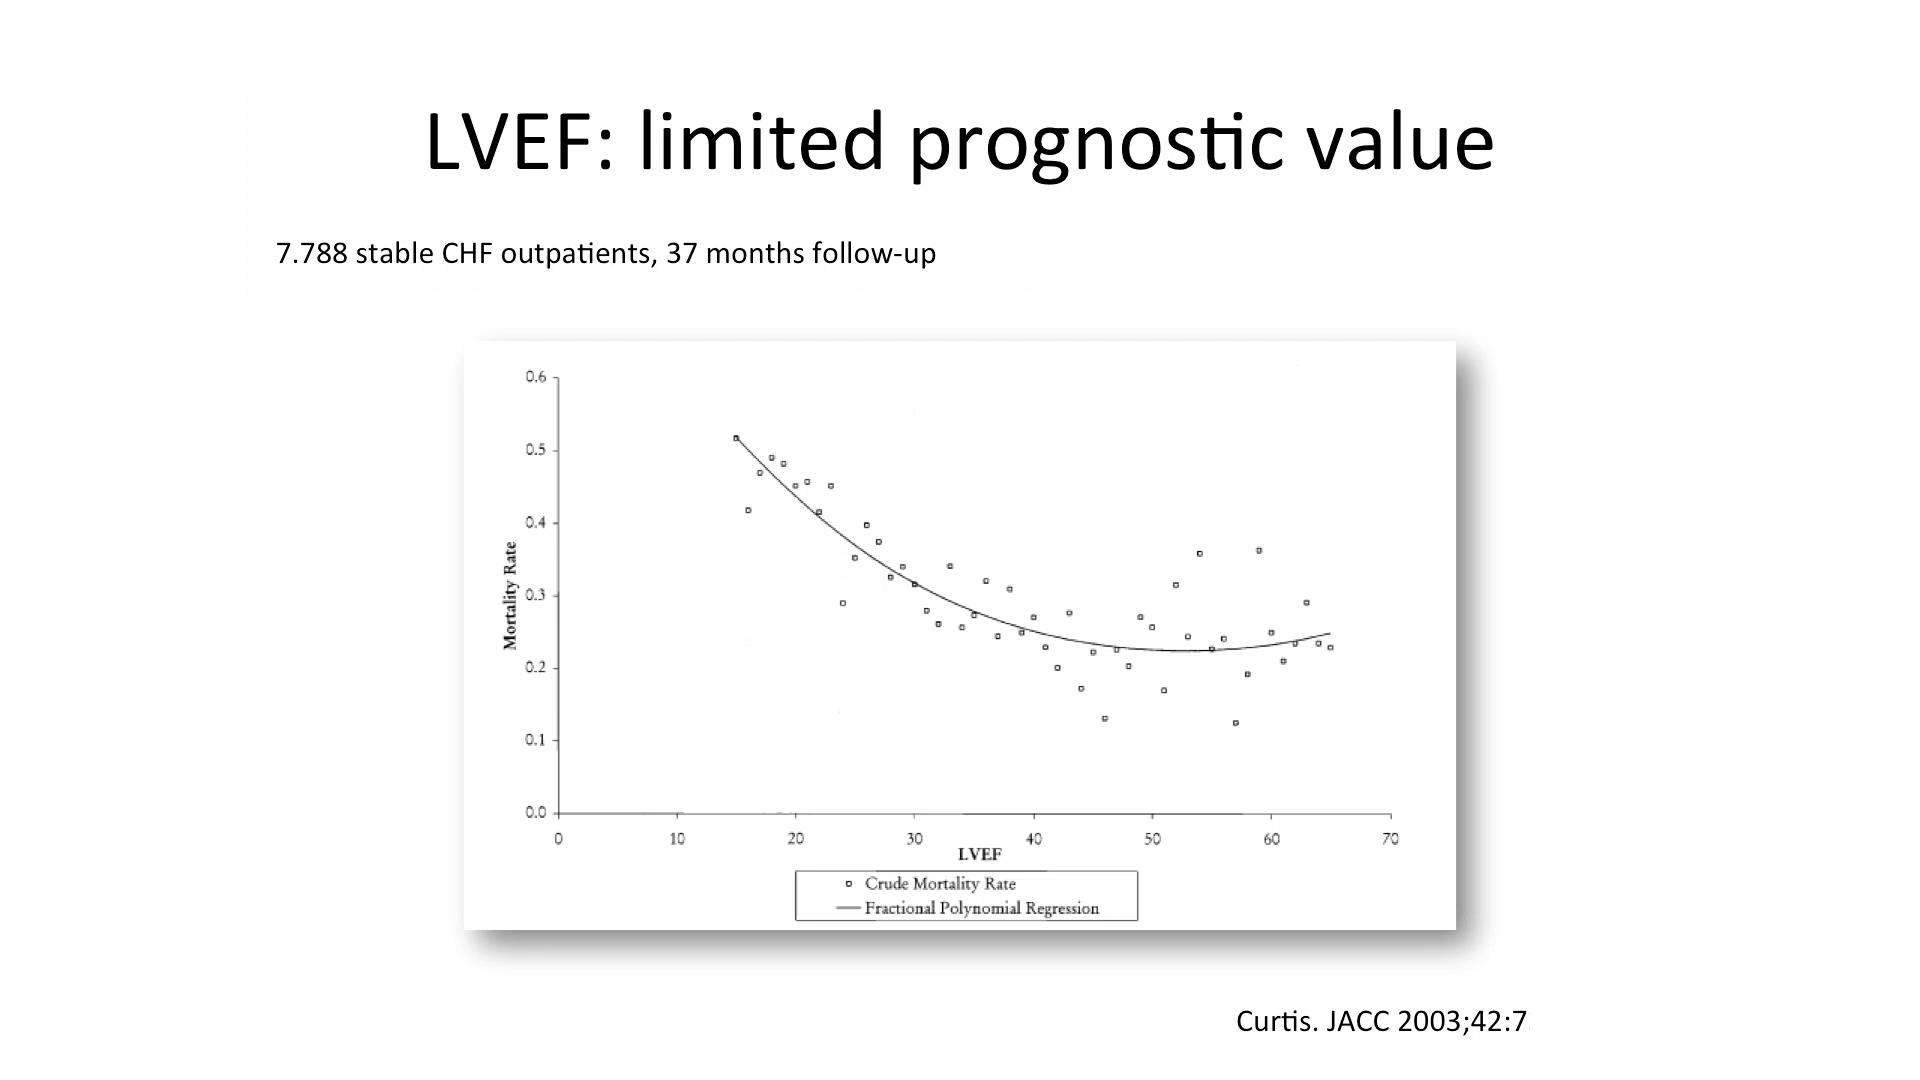 LVEF: limited prognostic value
7.788 stable CHF outpatients, 37 months follow-up
0.6
0.5
0.4
0.3
0.2
0.1
0.0
Mortality Rate
0 10 20 30 40 50 60 70
LVEF
Crude Mortality Rate
Fractional Polynomial Regression
Curtis. JACC 2003;42:7